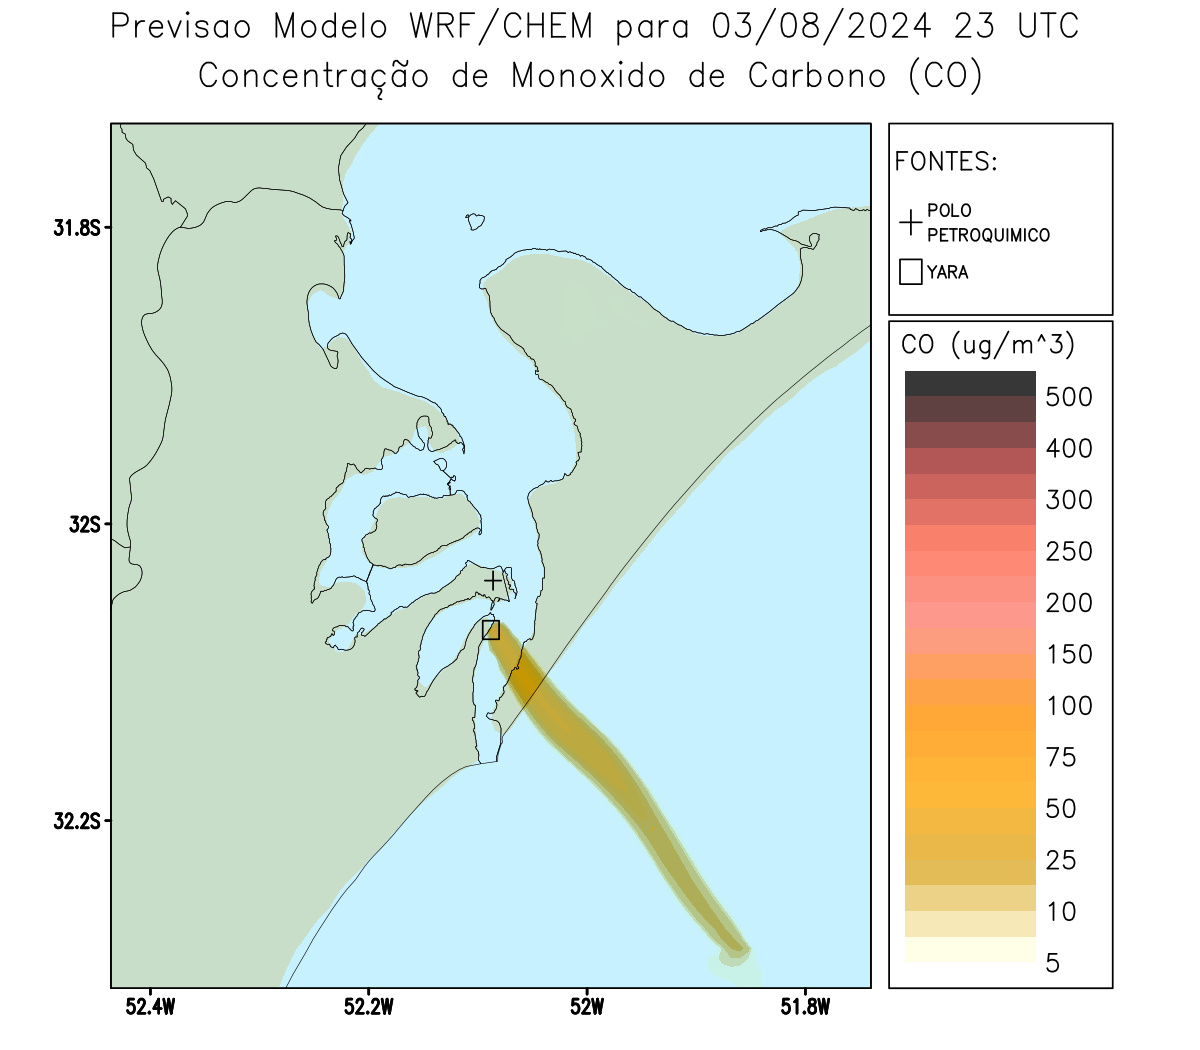 Previsao Modelo WRF/CHEM para 03/08/2024 23 UTC
Concentração de Monoxido de Carbono (CO)
FONTES:
POLO
PETROQUIMICO
YARA
CO (ug/m^3)
500
400
300
250
200
150
100
75
50
25
10
5
31.8S
32S
32.2S
52.4W
52.2W
52W
51.8W